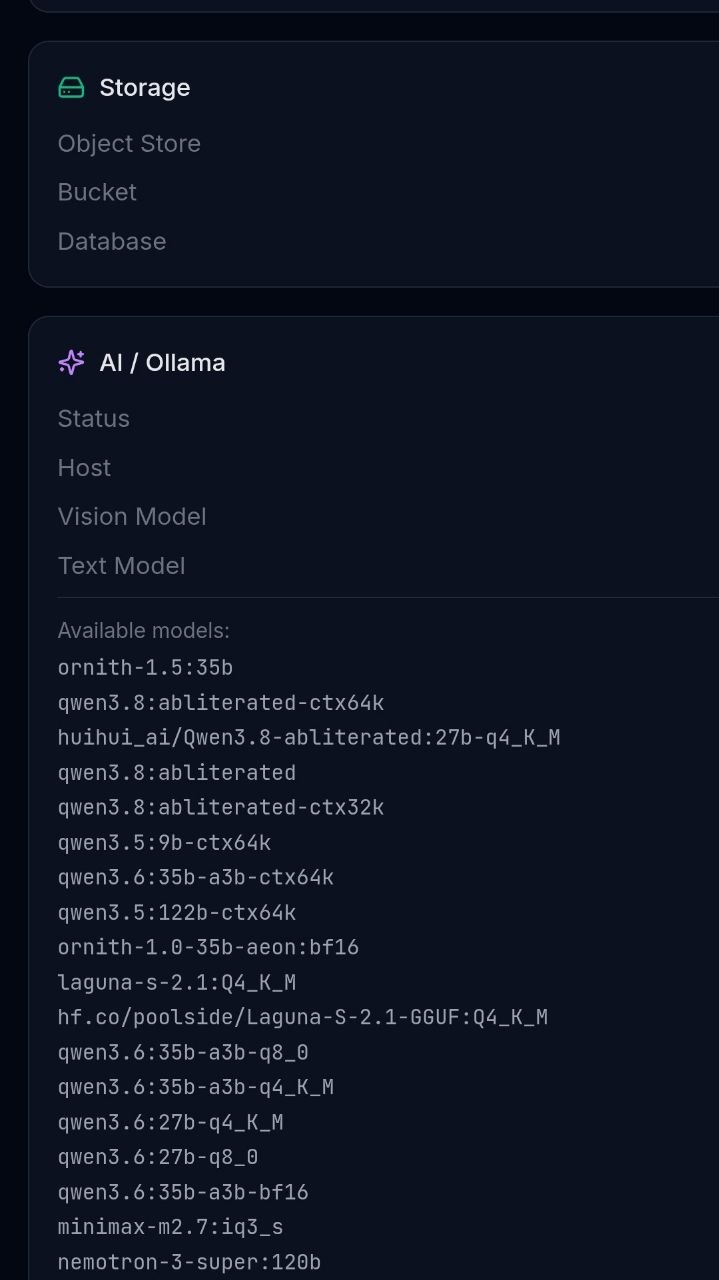 Storage
Object Store
Bucket
Database
AI / Ollama
Status
Host
Vision Model
Text Model
Available models:
ornith-1.5:35b
qwen3.8:abliterated-ctx64k
huihui_ai/Qwen3.8-abliterated:27b-q4_K_M
qwen3.8:abliterated
qwen3.8:abliterated-ctx32k
qwen3.5:9b-ctx64k
qwen3.6:35b-a3b-ctx64k
qwen3.5:122b-ctx64k
ornith-1.0-35b-aeon:bf16
laguna-s-2.1:Q4_K_M
hf.co/poolside/Laguna-S-2.1-GGUF:Q4_K_M
qwen3.6:35b-a3b-q8_0
qwen3.6:35b-a3b-q4_K_M
qwen3.6:27b-q4_K_M
qwen3.6:27b-q8_0
qwen3.6:35b-a3b-bf16
minimax-m2.7:iq3_s
nemotron-3-super:120b